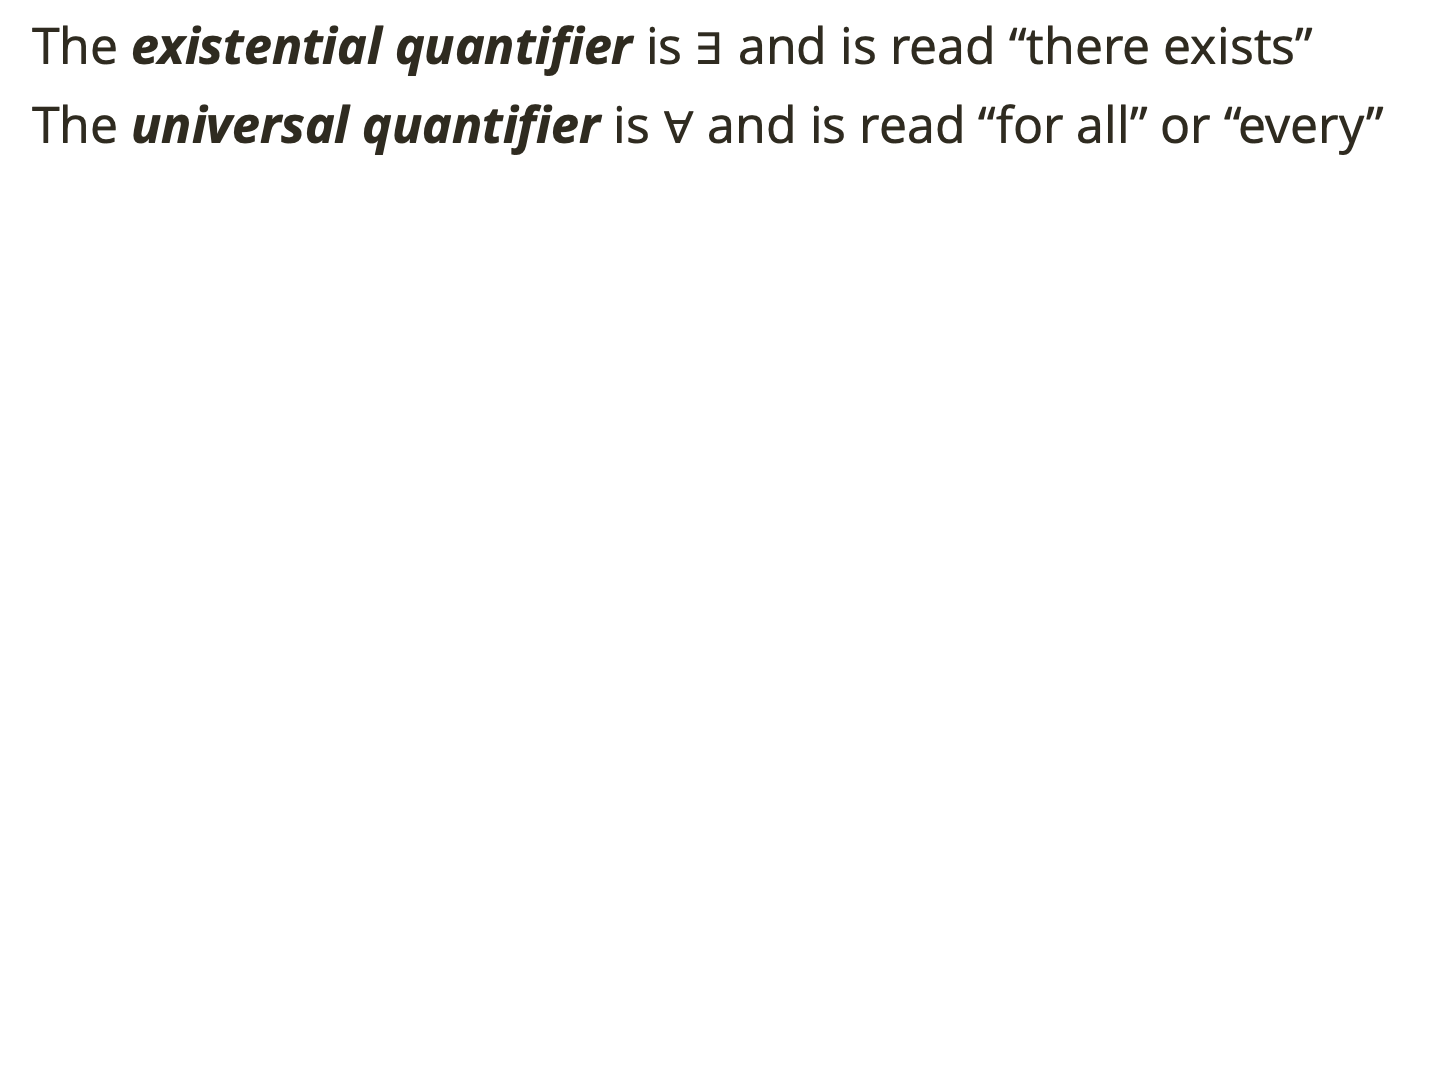 The existential quantifier is ∃ and is read “there exists”
The universal quantifier is ∀ and is read “for all” or “every”